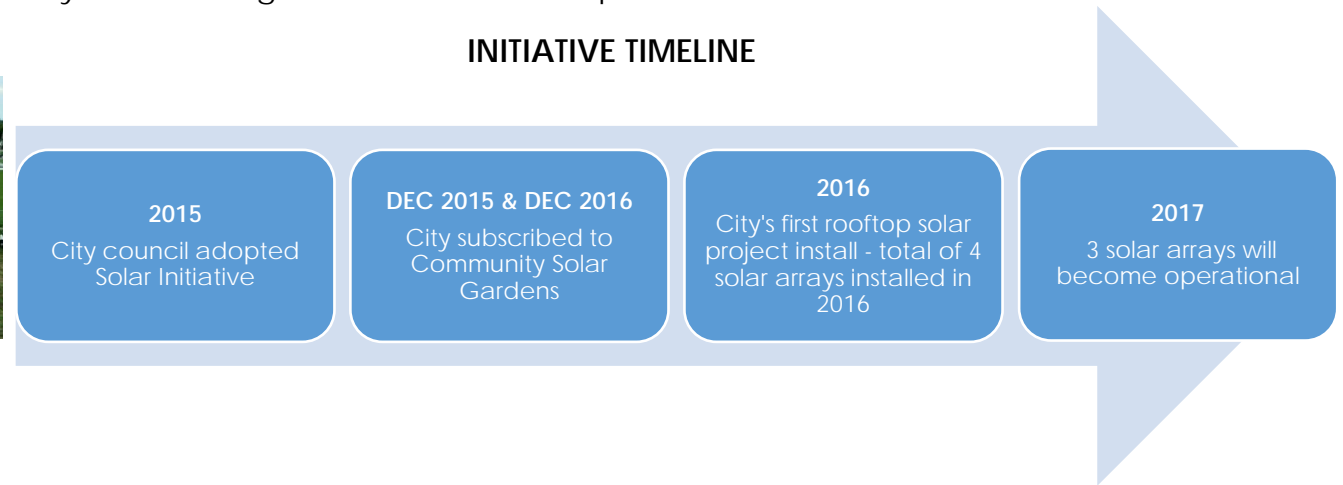 INITIATIVE TIMELINE
2015
City council adopted
Solar Initiative
DEC 2015 & DEC 2016
City subscribed to
Community Solar
Gardens
2016
City's first rooftop solar
project install - total of 4
solar arrays installed in
2016
2017
3 solar arrays will
become operational